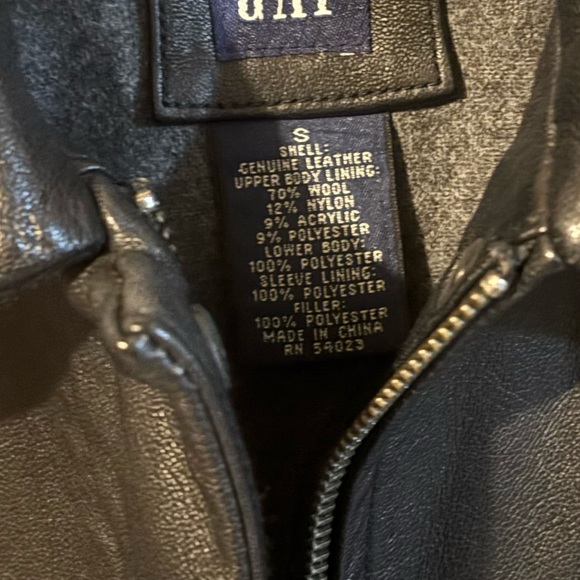 GAP
S
SHELL:
GENUINE LEATHER
UPPER BODY LINING:
70% WOOL
12% NYLON
9% ACRYLIC
9% POLYESTER
LOWER BODY:
100% POLYESTER
SLEEVE LINING:
100% POLYESTER
FILLER:
100% POLYESTER
MADE IN CHINA
RN 54023